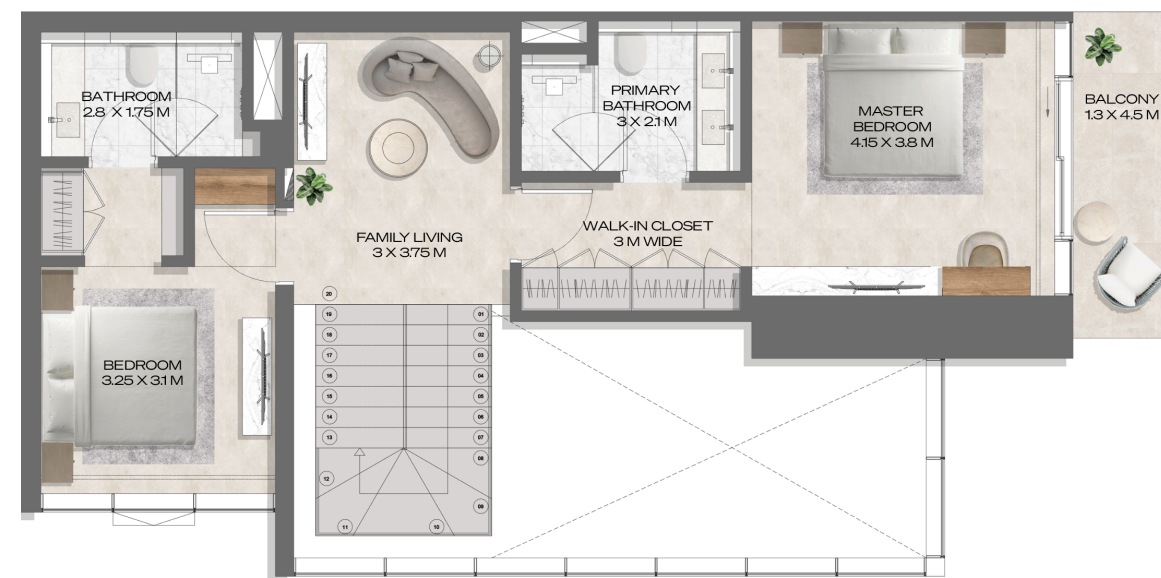 BATHROOM
2.8 X 1.75 M
PRIMARY
BATHROOM
3 X 2.1 M
MASTER
BEDROOM
4.15 X 3.8 M
BALCONY
1.3 X 4.5 M
FAMILY LIVING
3 X 3.75 M
WALK-IN CLOSET
3 M WIDE
BEDROOM
3.25 X 3.1 M
20
19
18
17
16
15
14
13
12
11
10
09
08
07
06
05
04
03
02
01